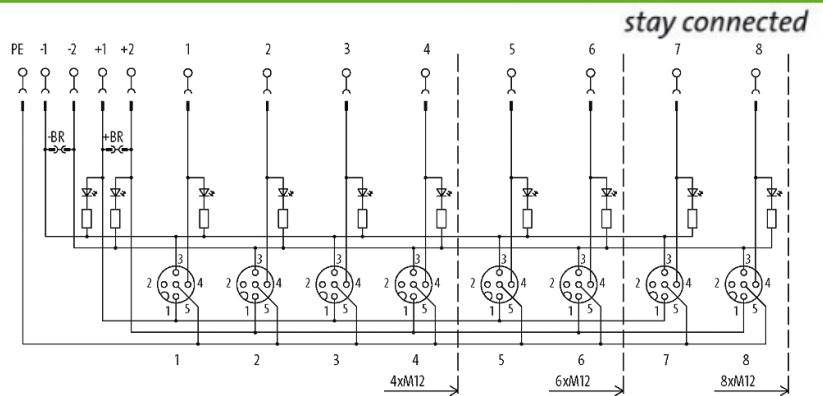 stay connected
PE -1 -2 +1 +2 1 2 3 4 5 6 7 8
-BR +BR
3 3 3 3 3 3 3 3
2 4 2 4 2 4 2 4 2 4 2 4 2 4 2 4
1 5 1 5 1 5 1 5 1 5 1 5 1 5 1 5
1 2 3 4 5 6 7 8
4xM12 6xM12 8xM12